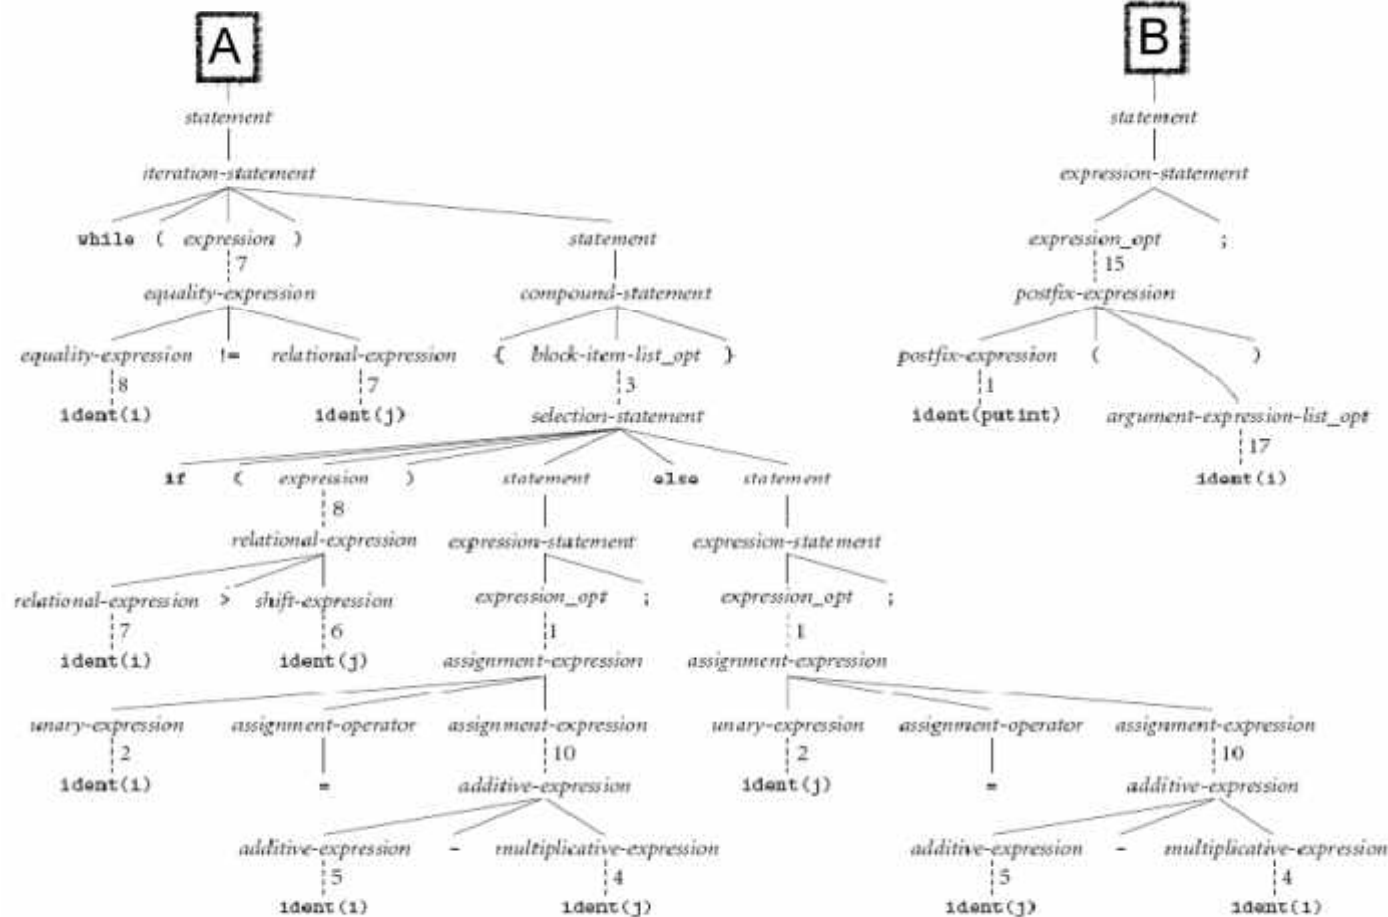 A B
statement statement
iteration-statement expression-statement
while ( expression ) statement expression_opt ;
7 15
equality-expression compound-statement postfix-expression
equality-expression != relational-expression { block-item-list_opt } postfix-expression ( )
8 7 3 1
ident(i) ident(j) selection-statement ident(putint) argument-expression-list_opt
17
if ( expression ) statement else statement ident(i)
8
relational-expression expression-statement expression-statement
relational-expression > shift-expression expression_opt ; expression_opt ;
7 6 1 1
ident(i) ident(j) assignment-expression assignment-expression
unary-expression assignment-operator assignment-expression unary-expression assignment-operator assignment-expression
2 10 2 10
ident(i) = additive-expression ident(j) = additive-expression
additive-expression - multiplicative-expression additive-expression - multiplicative-expression
5 4 5 4
ident(i) ident(j) ident(j) ident(i)